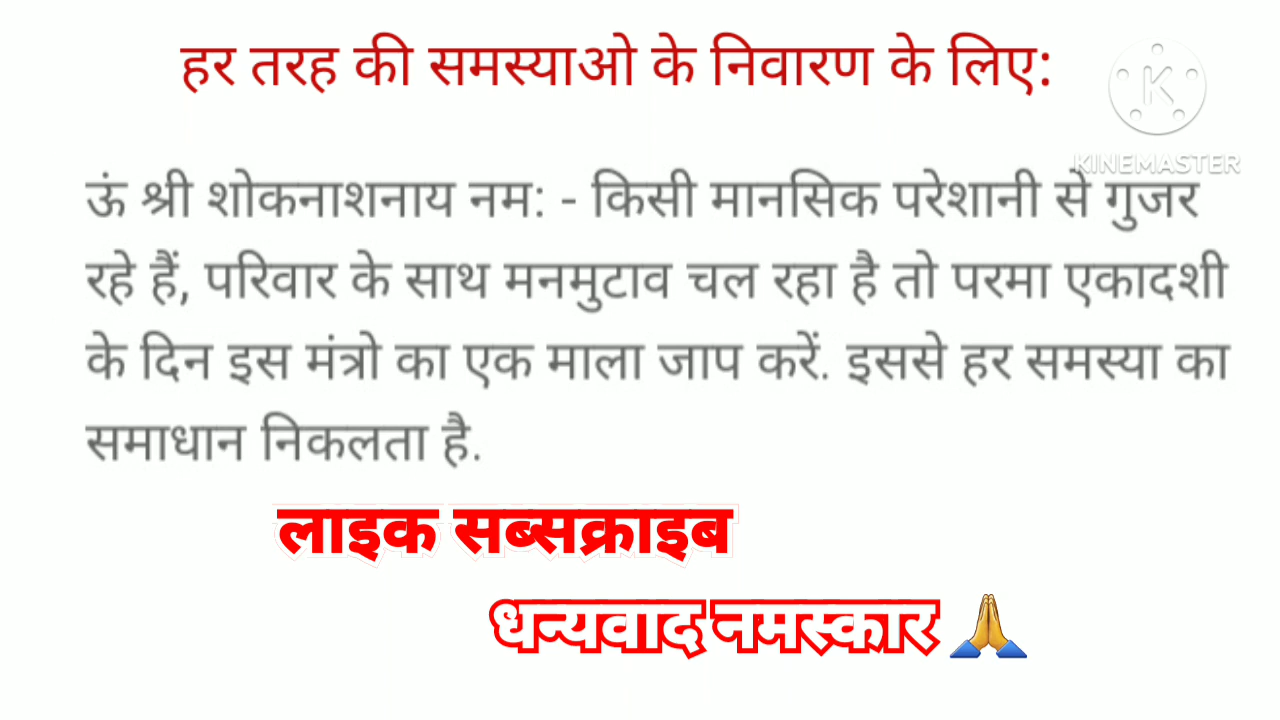 हर तरह की समस्याओ के निवारण के लिए:
KINEMASTER
ऊं श्री शोकनाशनाय नम: - किसी मानसिक परेशानी से गुजर
रहे हैं, परिवार के साथ मनमुटाव चल रहा है तो परमा एकादशी
के दिन इस मंत्रो का एक माला जाप करें. इससे हर समस्या का
समाधान निकलता है.
लाइक सब्सक्राइब
धन्यवाद नमस्कार 🙏